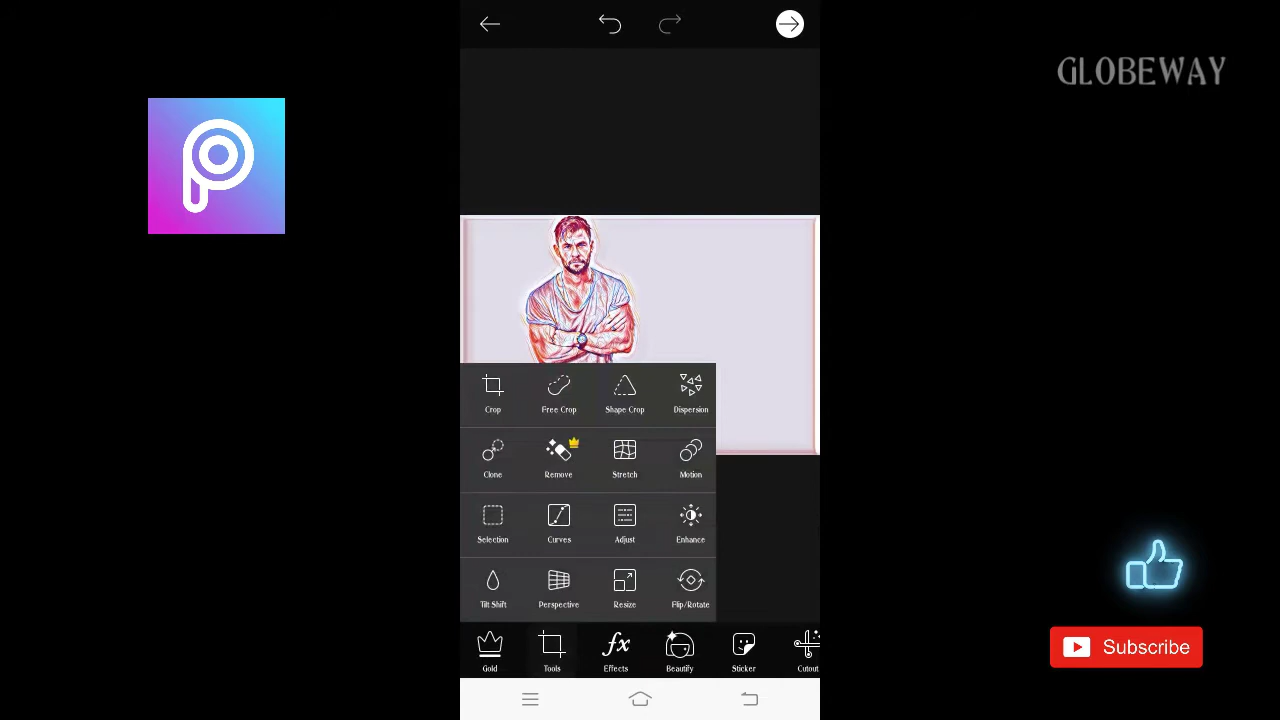 GLOBEWAY
Crop Free Crop Shape Crop Dispersion
Clone Remove Stretch Motion
Selection Curves Adjust Enhance
Tilt Shift Perspective Resize Flip/Rotate
Gold Tools Effects Beautify Sticker Cutout
Subscribe